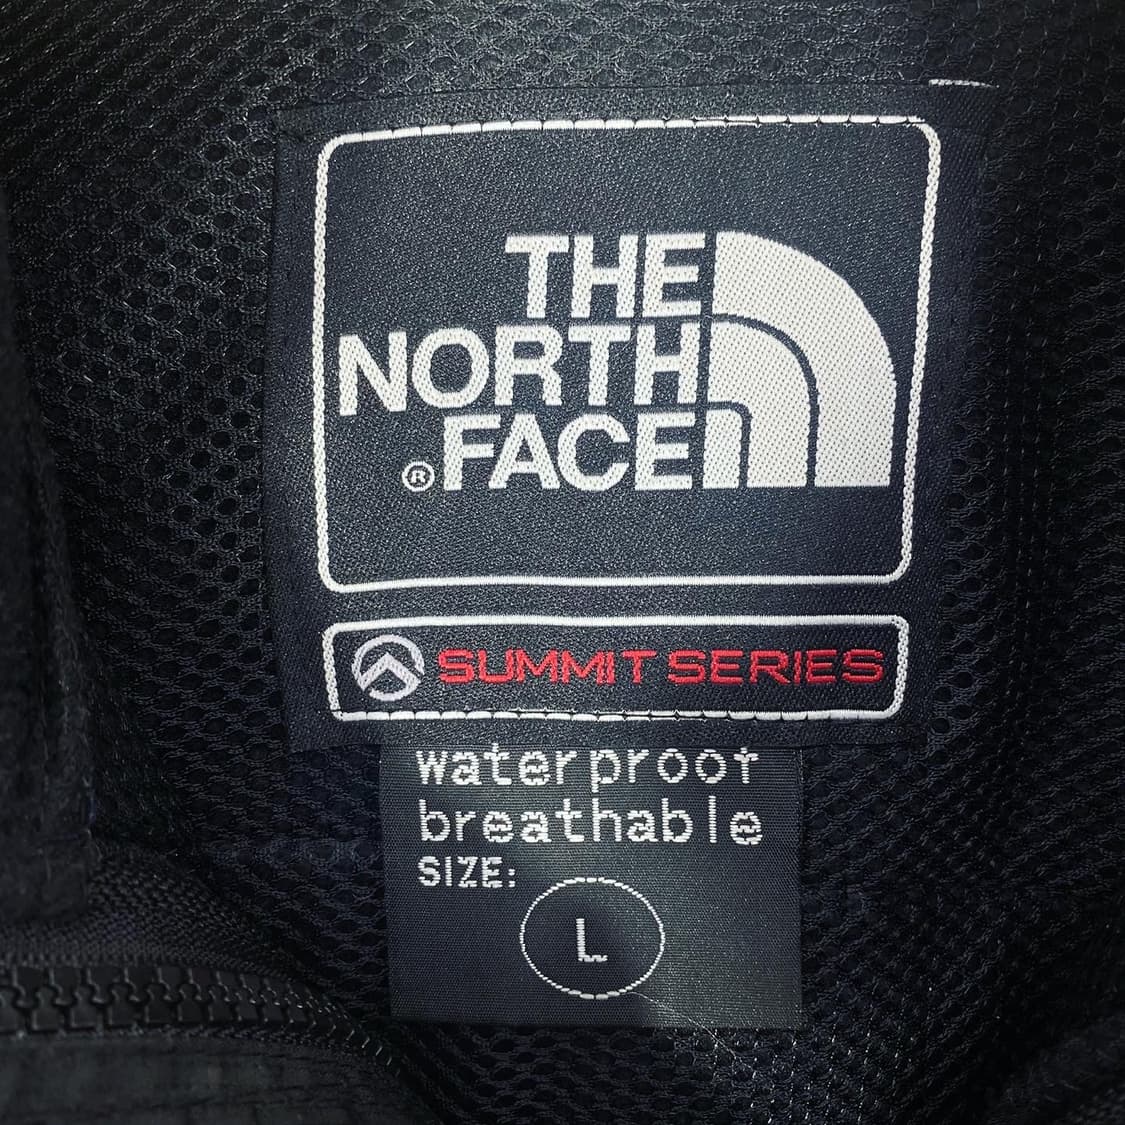 THE
NORTH
®FACE
SUMMIT SERIES
waterproof
breathable
SIZE:
L